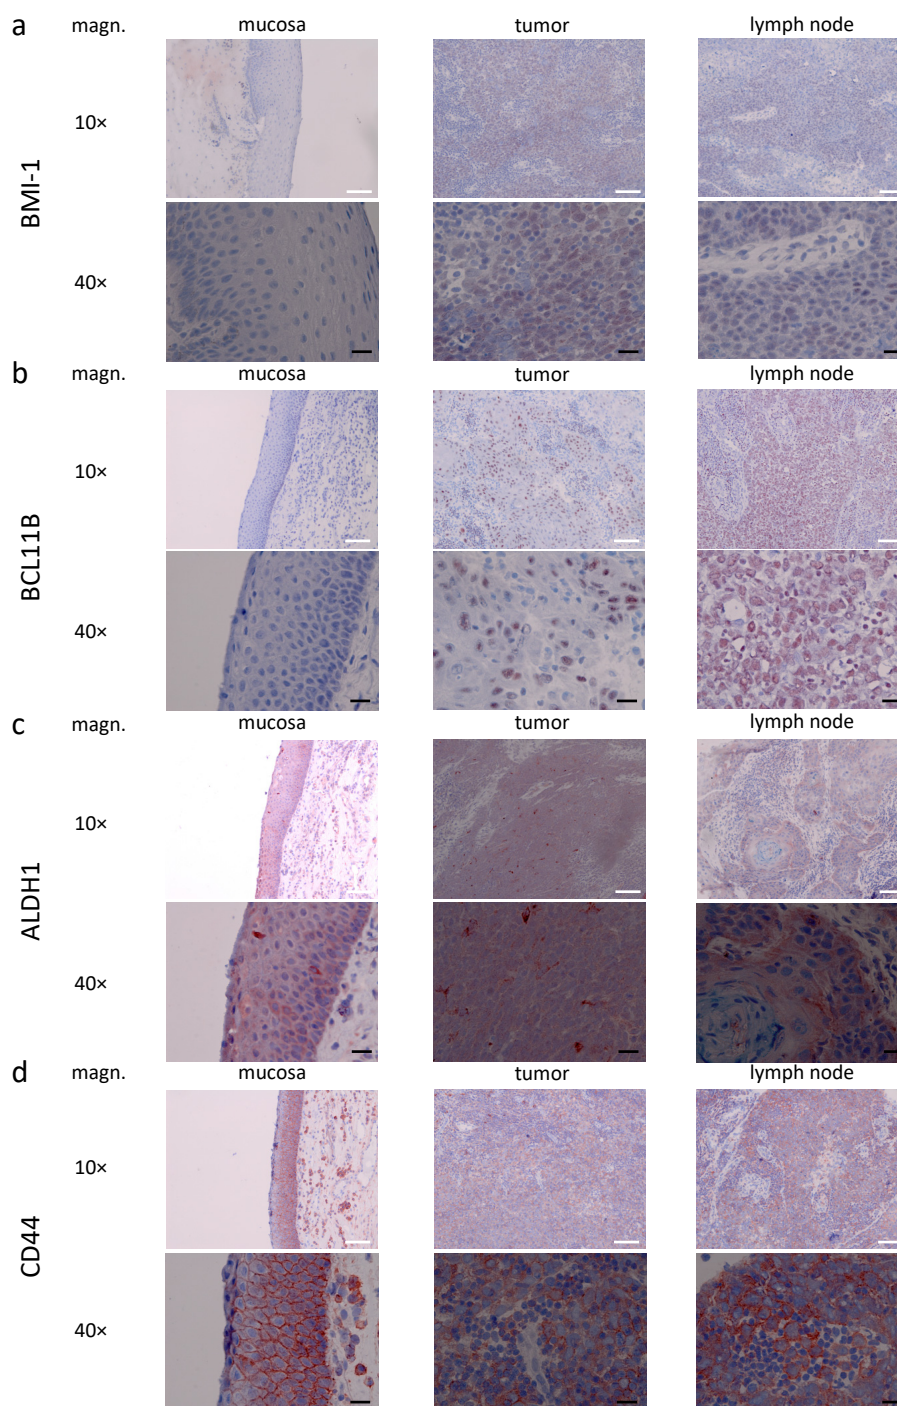 a magn. mucosa tumor lymph node
10×
BMI-1
40×
b magn. mucosa tumor lymph node
10×
BCL11B
40×
c magn. mucosa tumor lymph node
10×
ALDH1
40×
d magn. mucosa tumor lymph node
10×
CD44
40×